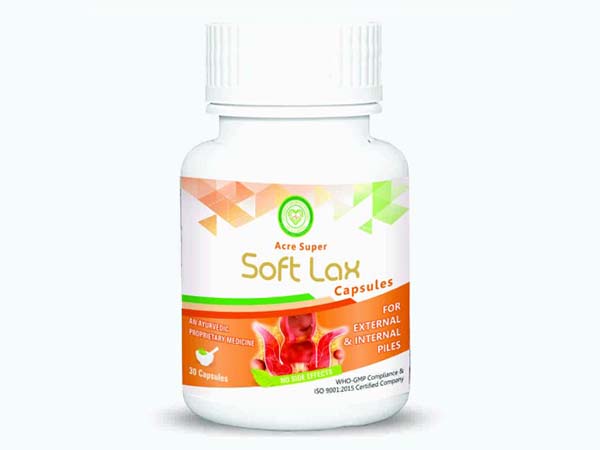 Acre Super
Soft Lax
Capsules
AN AYURVEDIC
PROPRIETARY MEDICINE
30 Capsules
FOR
EXTERNAL
& INTERNAL
PILES
NO SIDE EFFECTS
WHO-GMP Compliance &
ISO 9001:2015 Certified Company